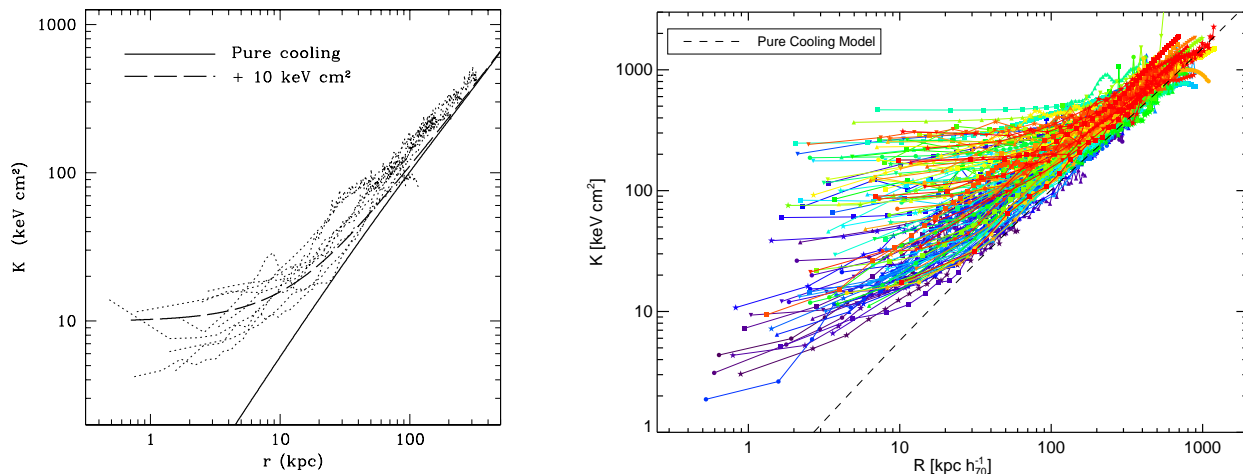 Pure cooling
+ 10 keV cm²
1000
100
10
K (keV cm²)
1
10
100
r (kpc)
Pure Cooling Model
1000
100
10
1
K [keV cm²]
1
10
100
1000
R [kpc h₇₀⁻¹]